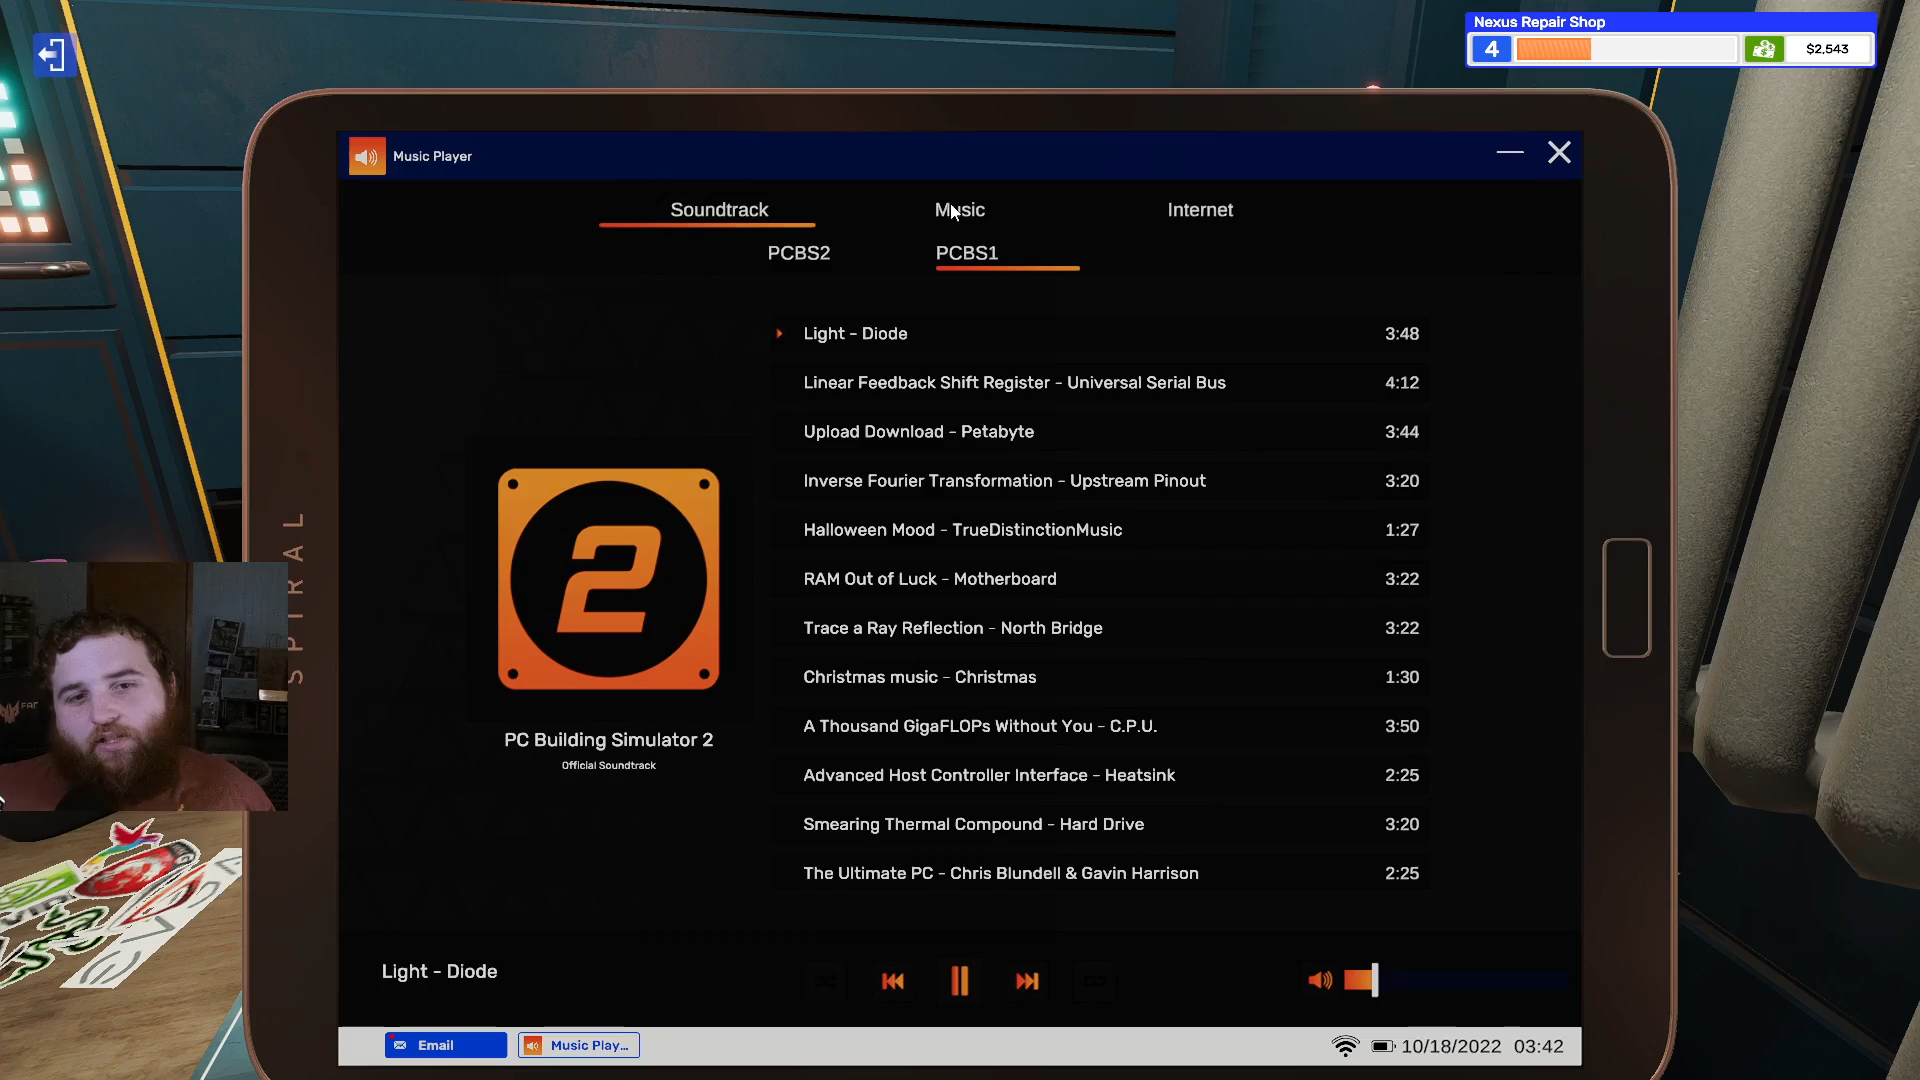 Nexus Repair Shop
4
$2,543
Music Player
Soundtrack
Music
Internet
PCBS2
PCBS1
Light - Diode 3:48
Linear Feedback Shift Register - Universal Serial Bus 4:12
Upload Download - Petabyte 3:44
Inverse Fourier Transformation - Upstream Pinout 3:20
Halloween Mood - TrueDistinctionMusic 1:27
RAM Out of Luck - Motherboard 3:22
Trace a Ray Reflection - North Bridge 3:22
Christmas music - Christmas 1:30
A Thousand GigaFLOPs Without You - C.P.U. 3:50
Advanced Host Controller Interface - Heatsink 2:25
Smearing Thermal Compound - Hard Drive 3:20
The Ultimate PC - Chris Blundell & Gavin Harrison 2:25
2
PC Building Simulator 2
Official Soundtrack
SPIRAL
Light - Diode
Email
Music Play...
10/18/2022 03:42